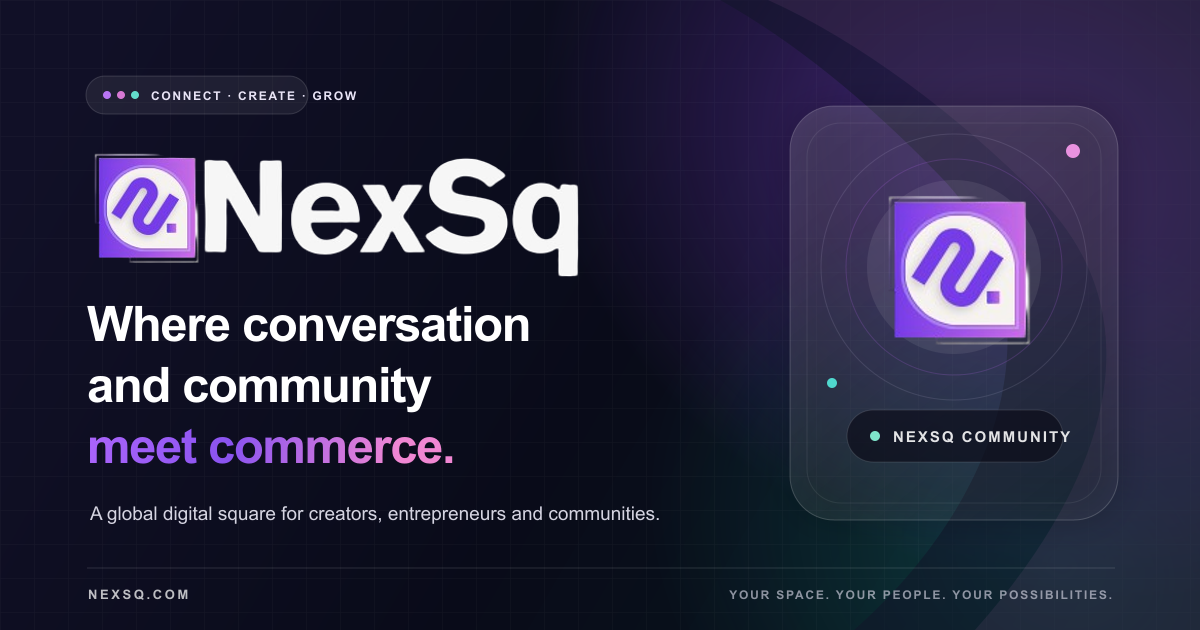 CONNECT · CREATE · GROW
NexSq
Where conversation
and community
meet commerce.
A global digital square for creators, entrepreneurs and communities.
NEXSQ COMMUNITY
NEXSQ.COM
YOUR SPACE. YOUR PEOPLE. YOUR POSSIBILITIES.